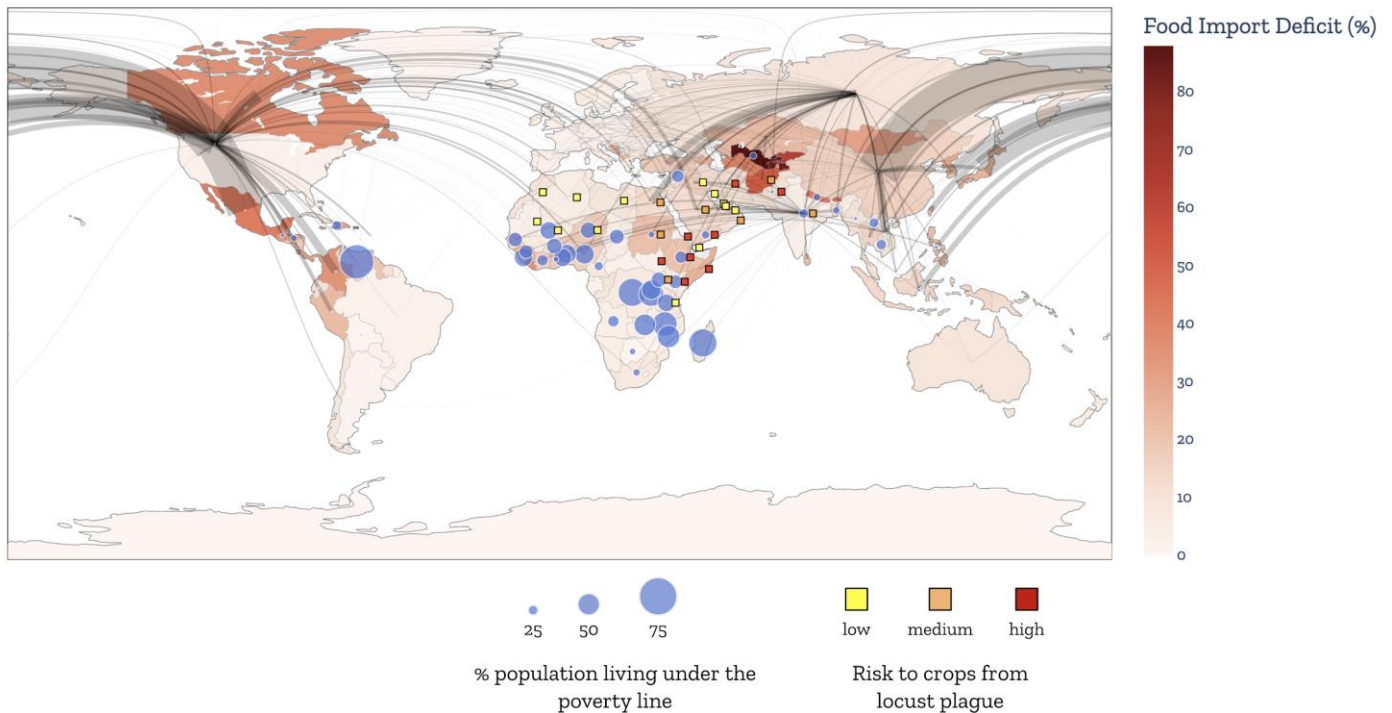 Food Import Deficit (%)
80
70
60
50
40
30
20
10
0
25 50 75
low medium high
% population living under the
poverty line
Risk to crops from
locust plague